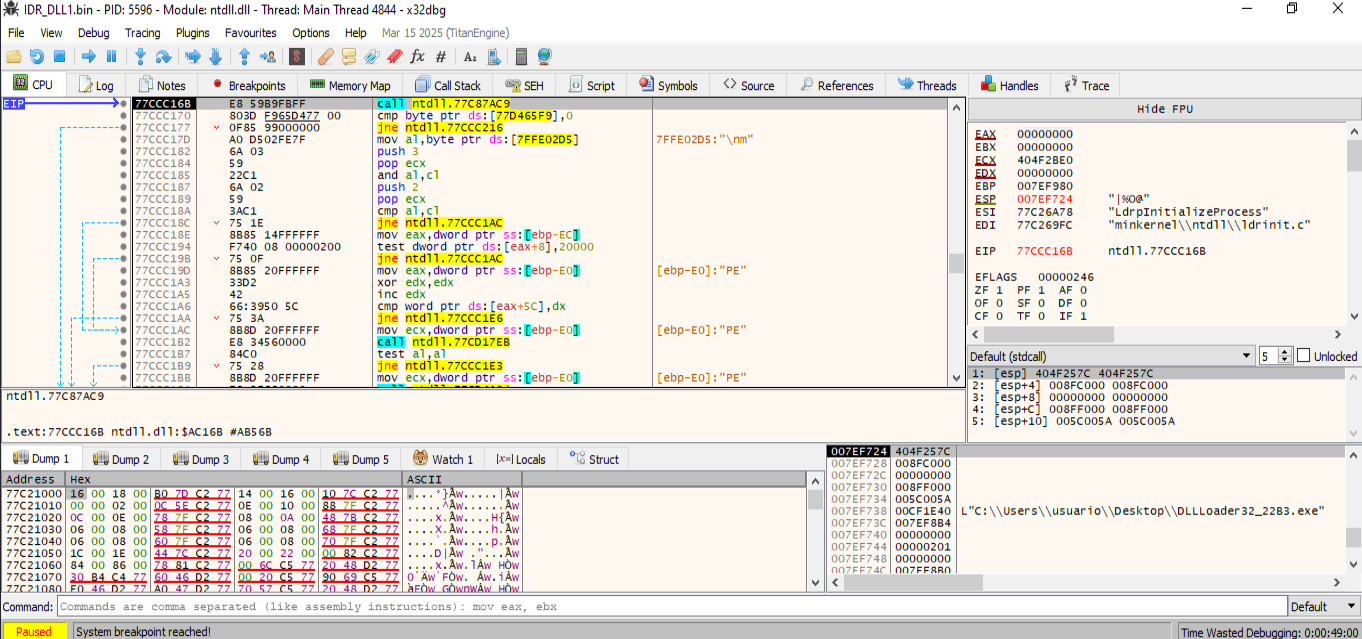 IDR_DLL1.bin - PID: 5596 - Module: ntdll.dll - Thread: Main Thread 4844 - x32dbg
File View Debug Tracing Plugins Favourites Options Help Mar 15 2025 (TitanEngine)
CPU Log Notes Breakpoints Memory Map Call Stack SEH Script Symbols Source References Threads Handles Trace
EIP
77CCC16B E8 59B9FBFF call ntdll.77C87AC9
77CCC170 803D F965D477 00 cmp byte ptr ds:[77D465F9],0
77CCC177 0F85 99000000 jne ntdll.77CCC216
77CCC17D A0 D502FE7F mov al,byte ptr ds:[7FFE02D5] 7FFE02D5:"\nm"
77CCC182 6A 03 push 3
77CCC184 59 pop ecx
77CCC185 22C1 and al,cl
77CCC187 6A 02 push 2
77CCC189 59 pop ecx
77CCC18A 3AC1 cmp al,cl
77CCC18C 75 1E jne ntdll.77CCC1AC
77CCC18E 8B85 14FFFFFF mov eax,dword ptr ss:[ebp-EC]
77CCC194 F740 08 00000200 test dword ptr ds:[eax+8],20000
77CCC19B 75 0F jne ntdll.77CCC1AC
77CCC19D 8B85 20FFFFFF mov eax,dword ptr ss:[ebp-E0] [ebp-E0]:"PE"
77CCC1A3 33D2 xor edx,edx
77CCC1A5 42 inc edx
77CCC1A6 66:3950 5C cmp word ptr ds:[eax+5C],dx
77CCC1AA 75 3A jne ntdll.77CCC1E6
77CCC1AC 8B8D 20FFFFFF mov ecx,dword ptr ss:[ebp-E0] [ebp-E0]:"PE"
77CCC1B2 E8 34560000 call ntdll.77CD17EB
77CCC1B7 84C0 test al,al
77CCC1B9 75 28 jne ntdll.77CCC1E3
77CCC1BB 8B8D 20FFFFFF mov ecx,dword ptr ss:[ebp-E0] [ebp-E0]:"PE"
ntdll.77C87AC9
.text:77CCC16B ntdll.dll:$AC16B #AB56B
Hide FPU
EAX 00000000
EBX 00000000
ECX 404F2BE0
EDX 00000000
EBP 007EF980
ESP 007EF724 "|%O@"
ESI 77C26A78 "LdrpInitializeProcess"
EDI 77C269FC "minkernel\\ntdll\\ldrinit.c"
EIP 77CCC16B ntdll.77CCC16B
EFLAGS 00000246
ZF 1 PF 1 AF 0
OF 0 SF 0 DF 0
CF 0 TF 0 IF 1
Default (stdcall) 5 Unlocked
1: [esp] 404F257C 404F257C
2: [esp+4] 008FC000 008FC000
3: [esp+8] 00000000 00000000
4: [esp+C] 008FF000 008FF000
5: [esp+10] 005C005A 005C005A
Dump 1 Dump 2 Dump 3 Dump 4 Dump 5 Watch 1 Locals Struct
Address Hex ASCII
77C21000 16 00 18 00 B0 7D C2 77 14 00 16 00 10 7C C2 77 ....°}Âw.....|Âw
77C21010 00 00 02 00 0C 5E C2 77 0E 00 10 00 88 7F C2 77 .....^Âw......Âw
77C21020 0C 00 0E 00 78 7F C2 77 08 00 0A 00 48 7B C2 77 ....x.Âw....H{Âw
77C21030 06 00 08 00 58 7F C2 77 06 00 08 00 68 7F C2 77 ....X.Âw....h.Âw
77C21040 06 00 08 00 60 7F C2 77 06 00 08 00 70 7F C2 77 ....`.Âw....p.Âw
77C21050 1C 00 1E 00 44 7C C2 77 20 00 22 00 00 82 C2 77 ....D|Âw ."...Âw
77C21060 84 00 86 00 78 81 C2 77 00 6C C5 77 20 48 D2 77 ....x.Âw.lÅw HÒw
77C21070 30 B4 C4 77 60 46 D2 77 00 20 C5 77 90 69 C5 77 0´Äw`FÒw. Åw.iÅw
77C21080 E0 46 D2 77 A0 47 D2 77 70 57 C5 77 20 48 D2 77 àFÒw GÒwpWÅw HÒw
007EF724 404F257C
007EF728 008FC000
007EF72C 00000000
007EF730 008FF000
007EF734 005C005A
007EF738 00CF1E40 L"C:\\Users\\usuario\\Desktop\\DLLLoader32_22B3.exe"
007EF73C 007EF8B4
007EF740 00000000
007EF744 00000201
007EF748 00000000
007EF74C 007EF8B0
Command: Commands are comma separated (like assembly instructions): mov eax, ebx Default
Paused System breakpoint reached! Time Wasted Debugging: 0:00:49:00